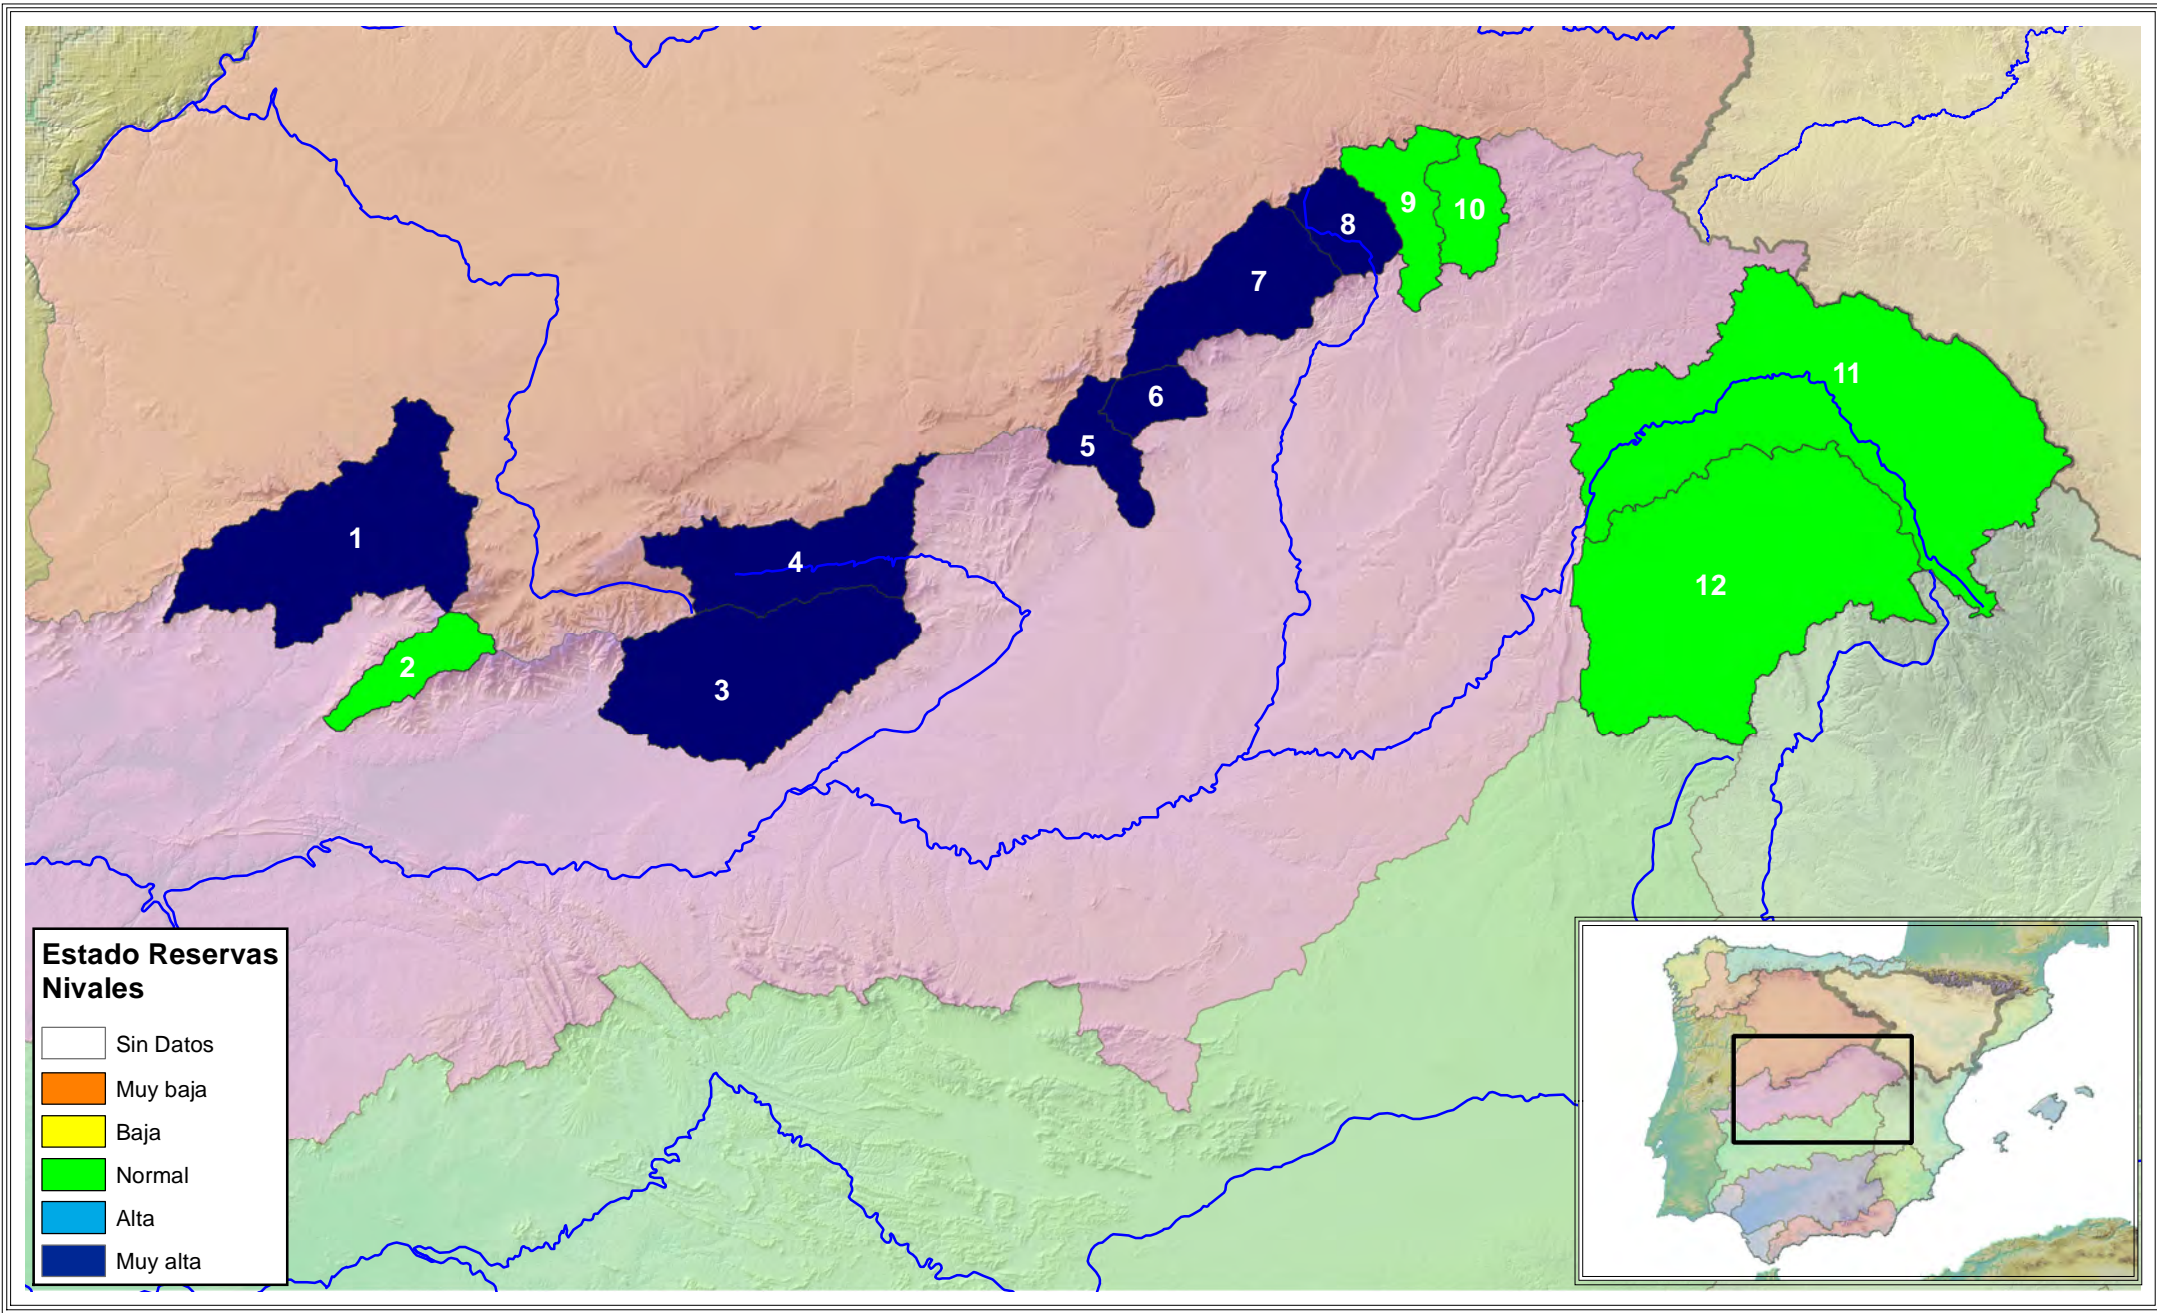 9
10
8
7
11
6
5
1
4
12
2
3
Estado Reservas
Nivales
Sin Datos
Muy baja
Baja
Normal
Alta
Muy alta